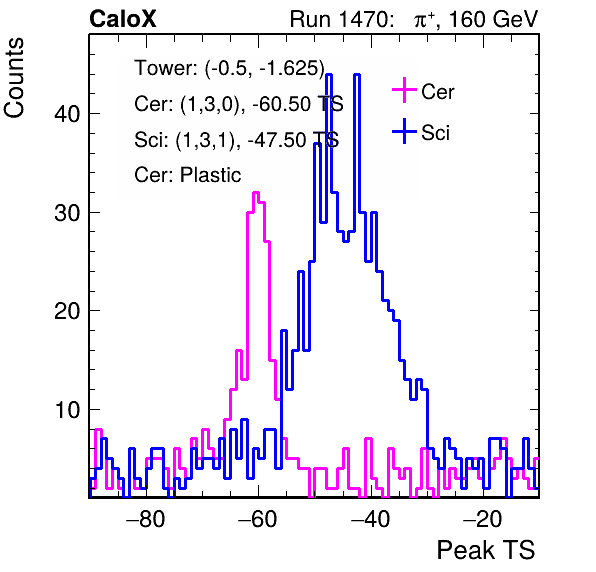 CaloX Run 1470: π⁺, 160 GeV
Counts
Tower: (-0.5, -1.625)
Cer: (1,3,0), -60.50 TS
Sci: (1,3,1), -47.50 TS
Cer: Plastic
Cer
Sci
40
30
20
10
−80 −60 −40 −20
Peak TS